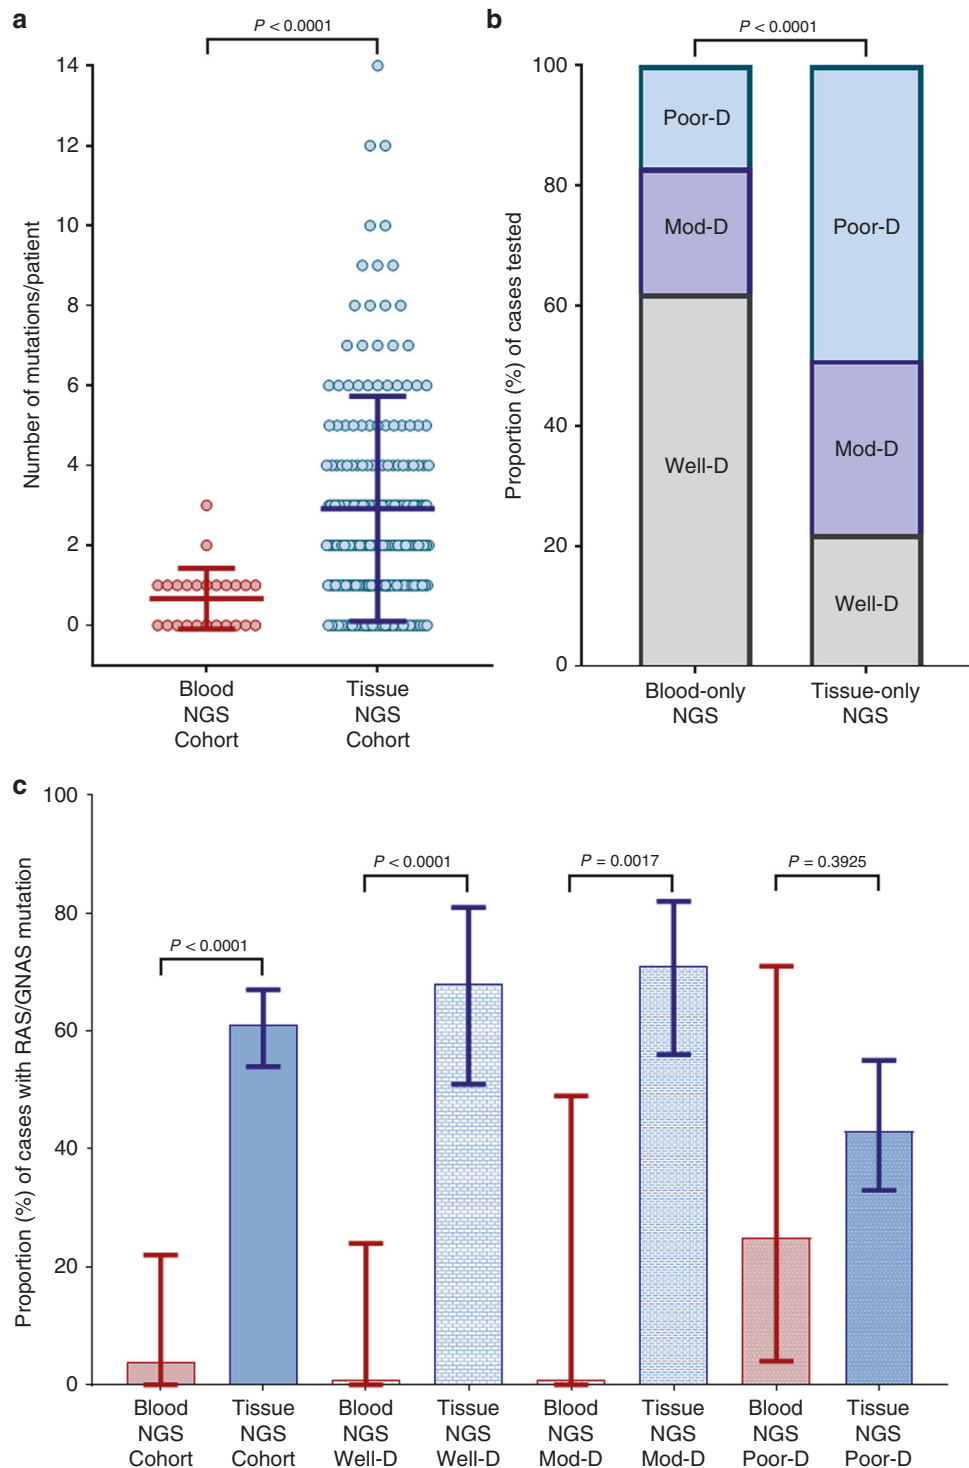 a
P < 0.0001
14
12
10
8
6
4
2
0
Number of mutations/patient
Blood
NGS
Cohort
Tissue
NGS
Cohort
b
P < 0.0001
100
80
60
40
20
0
Proportion (%) of cases tested
Poor-D
Mod-D
Well-D
Poor-D
Mod-D
Well-D
Blood-only
NGS
Tissue-only
NGS
c
100
80
60
40
20
0
Proportion (%) of cases with RAS/GNAS mutation
P < 0.0001
P < 0.0001
P = 0.0017
P = 0.3925
Blood
NGS
Cohort
Tissue
NGS
Cohort
Blood
NGS
Well-D
Tissue
NGS
Well-D
Blood
NGS
Mod-D
Tissue
NGS
Mod-D
Blood
NGS
Poor-D
Tissue
NGS
Poor-D